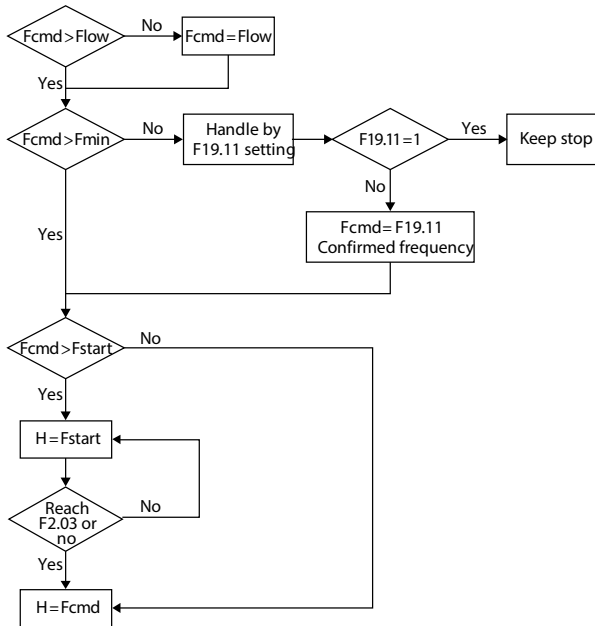 Fcmd>Flow
No
Fcmd=Flow
Yes
Fcmd>Fmin
No
Handle by
F19.11 setting
F19.11=1
Yes
Keep stop
No
Yes
Fcmd=F19.11
Confirmed frequency
Fcmd>Fstart
No
Yes
H=Fstart
Reach
F2.03 or
no
No
Yes
H=Fcmd